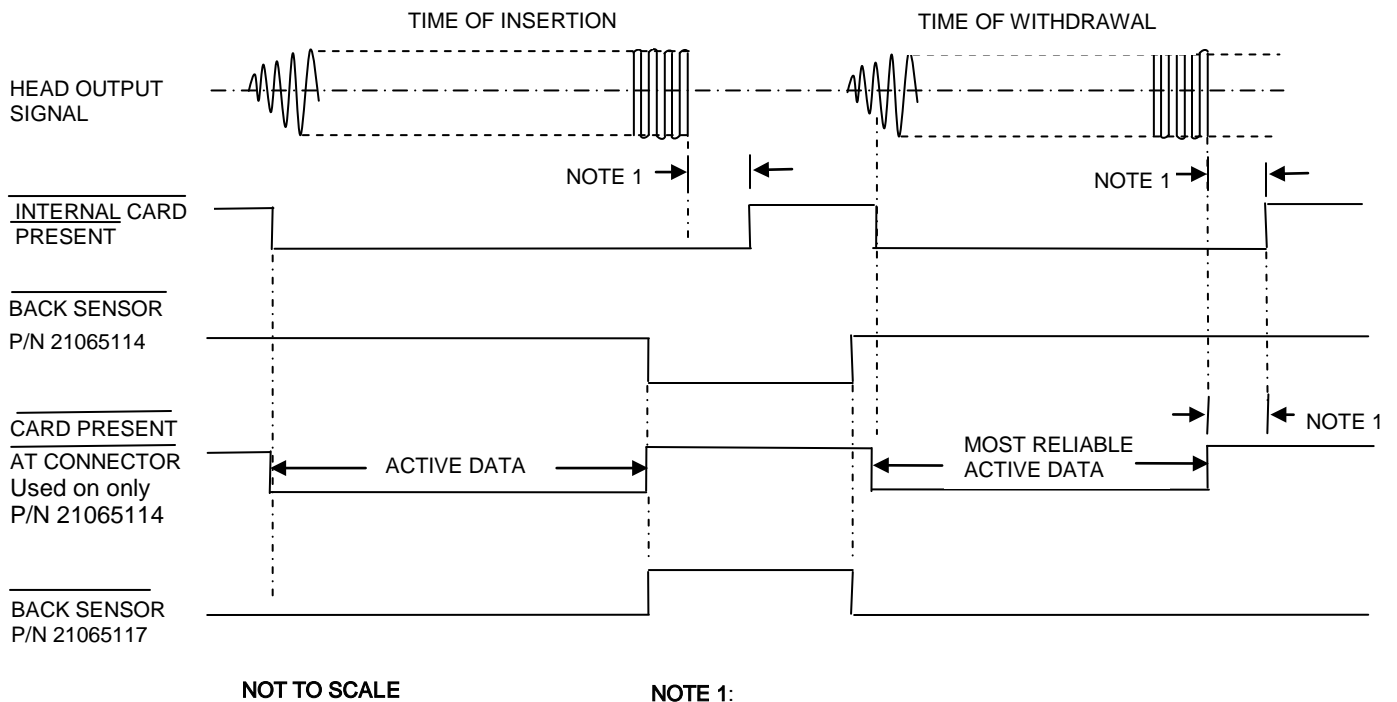 TIME OF INSERTION
TIME OF WITHDRAWAL
HEAD OUTPUT
SIGNAL
NOTE 1
NOTE 1
INTERNAL CARD
PRESENT
BACK SENSOR
P/N 21065114
CARD PRESENT
AT CONNECTOR
Used on only
P/N 21065114
ACTIVE DATA
MOST RELIABLE
ACTIVE DATA
NOTE 1
BACK SENSOR
P/N 21065117
NOT TO SCALE
NOTE 1: